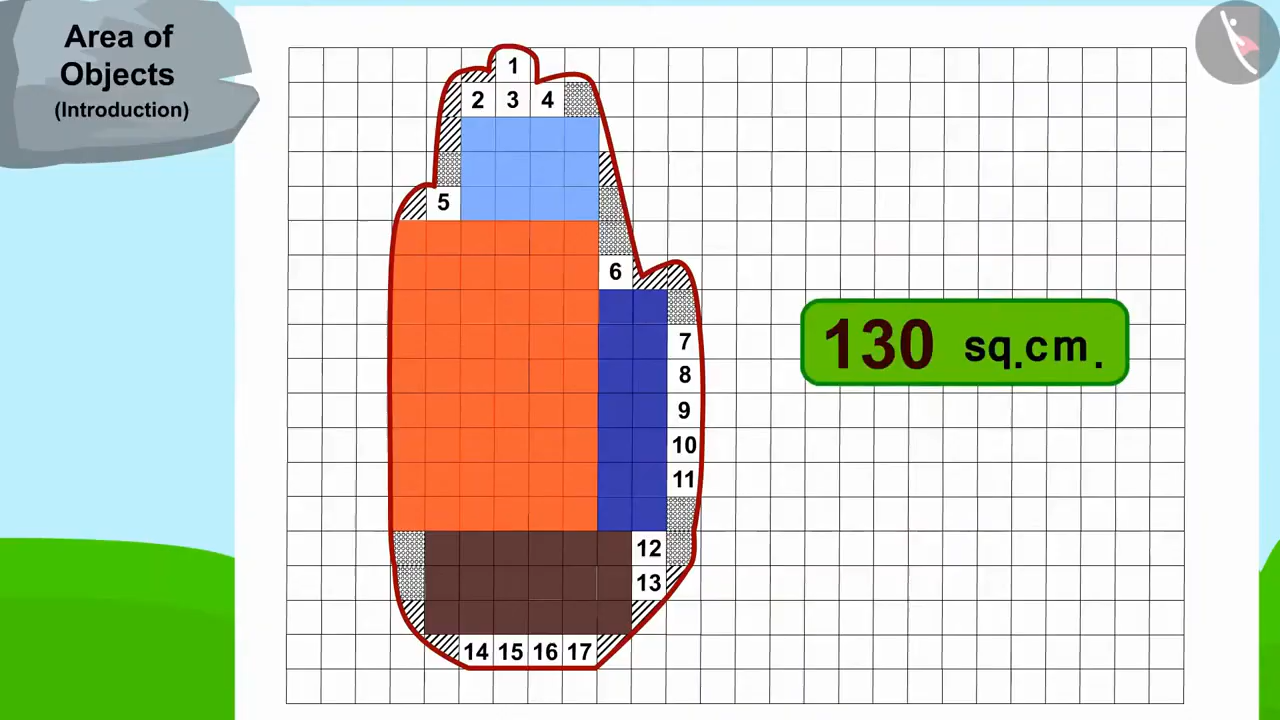 Area of
Objects
(Introduction)
1
2 3 4
5
6
7
8
9
10
11
12
13
14 15 16 17
130 sq.cm.